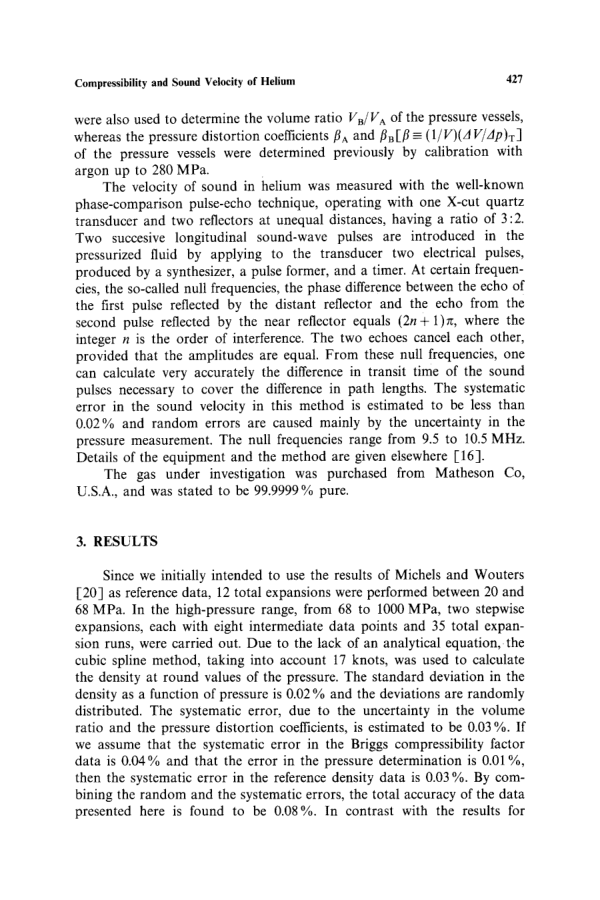 Compressibility and Sound Velocity of Helium 427
were also used to determine the volume ratio V_B/V_A of the pressure vessels,
whereas the pressure distortion coefficients β_A and β_B[β ≡ (1/V)(ΔV/Δp)_T]
of the pressure vessels were determined previously by calibration with
argon up to 280 MPa.
The velocity of sound in helium was measured with the well-known
phase-comparison pulse-echo technique, operating with one X-cut quartz
transducer and two reflectors at unequal distances, having a ratio of 3:2.
Two succesive longitudinal sound-wave pulses are introduced in the
pressurized fluid by applying to the transducer two electrical pulses,
produced by a synthesizer, a pulse former, and a timer. At certain frequen-
cies, the so-called null frequencies, the phase difference between the echo of
the first pulse reflected by the distant reflector and the echo from the
second pulse reflected by the near reflector equals (2n + 1)π, where the
integer n is the order of interference. The two echoes cancel each other,
provided that the amplitudes are equal. From these null frequencies, one
can calculate very accurately the difference in transit time of the sound
pulses necessary to cover the difference in path lengths. The systematic
error in the sound velocity in this method is estimated to be less than
0.02% and random errors are caused mainly by the uncertainty in the
pressure measurement. The null frequencies range from 9.5 to 10.5 MHz.
Details of the equipment and the method are given elsewhere [16].
The gas under investigation was purchased from Matheson Co,
U.S.A., and was stated to be 99.9999% pure.
3. RESULTS
Since we initially intended to use the results of Michels and Wouters
[20] as reference data, 12 total expansions were performed between 20 and
68 MPa. In the high-pressure range, from 68 to 1000 MPa, two stepwise
expansions, each with eight intermediate data points and 35 total expan-
sion runs, were carried out. Due to the lack of an analytical equation, the
cubic spline method, taking into account 17 knots, was used to calculate
the density at round values of the pressure. The standard deviation in the
density as a function of pressure is 0.02% and the deviations are randomly
distributed. The systematic error, due to the uncertainty in the volume
ratio and the pressure distortion coefficients, is estimated to be 0.03%. If
we assume that the systematic error in the Briggs compressibility factor
data is 0.04% and that the error in the pressure determination is 0.01%,
then the systematic error in the reference density data is 0.03%. By com-
bining the random and the systematic errors, the total accuracy of the data
presented here is found to be 0.08%. In contrast with the results for